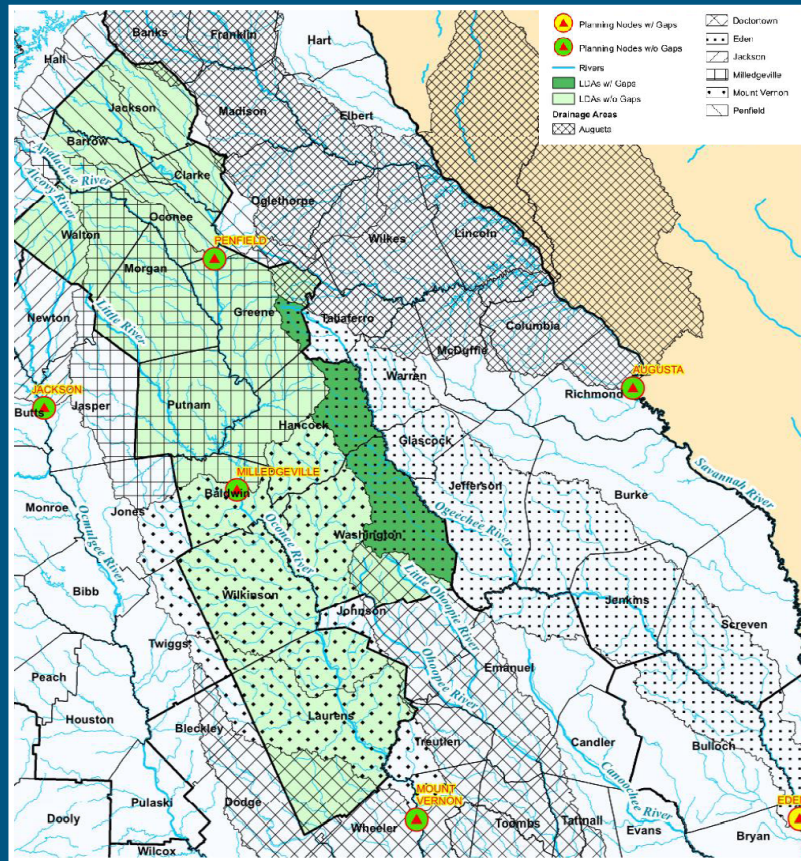 Planning Nodes w/ Gaps
Planning Nodes w/o Gaps
Rivers
LDAs w/ Gaps
LDAs w/o Gaps
Drainage Areas
Augusta
Doctortown
Eden
Jackson
Milledgeville
Mount Vernon
Penfield
Banks
Franklin
Hart
Hall
Jackson
Madison
Elbert
Barrow
Clarke
Apalachee River
Alcovy River
Oglethorpe
Oconee
Walton
PENFIELD
Wilkes
Lincoln
Morgan
Little River
Newton
Greene
Taliaferro
Columbia
McDuffie
Warren
AUGUSTA
Richmond
JACKSON
Butts
Jasper
Putnam
Hancock
Glascock
Savannah River
MILLEDGEVILLE
Baldwin
Jefferson
Burke
Monroe
Jones
Ocmulgee River
Oconee River
Washington
Ogeechee River
Wilkinson
Little Ohoopie River
Jenkins
Bibb
Johnson
Screven
Twiggs
Ohoopee River
Emanuel
Peach
Laurens
Houston
Bleckley
Treutlen
Candler
Bulloch
Canoochee River
Pulaski
Dodge
MOUNT
VERNON
EDE
Dooly
Wheeler
Toombs
Tattnall
Evans
Bryan
Wilcox